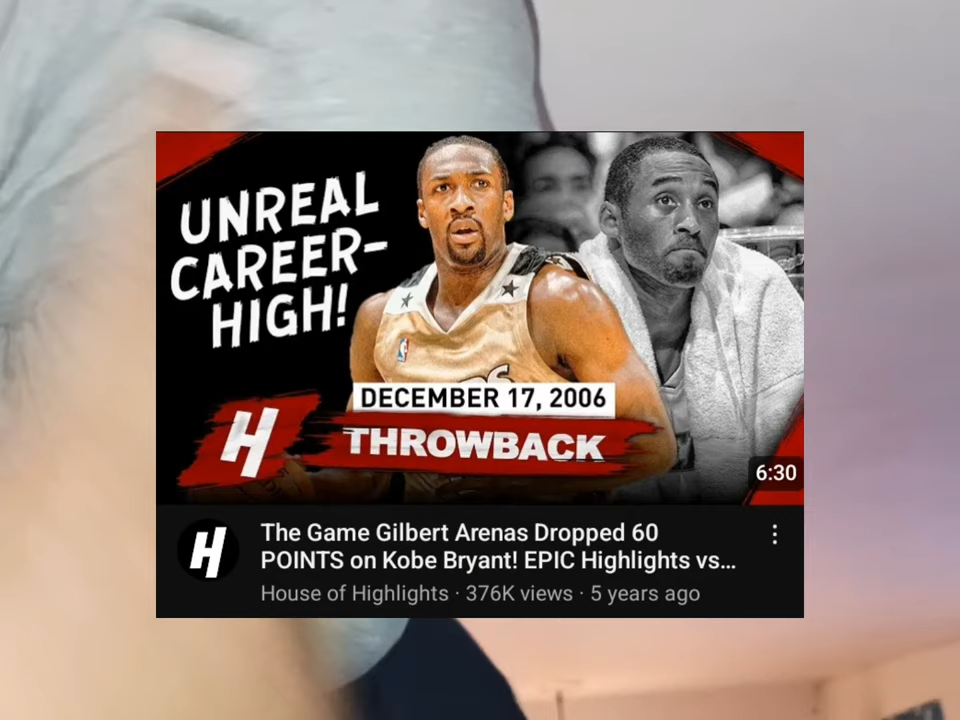 UNREAL
CAREER-
HIGH!
DECEMBER 17, 2006
H THROWBACK
6:30
H
The Game Gilbert Arenas Dropped 60
POINTS on Kobe Bryant! EPIC Highlights vs...
House of Highlights · 376K views · 5 years ago